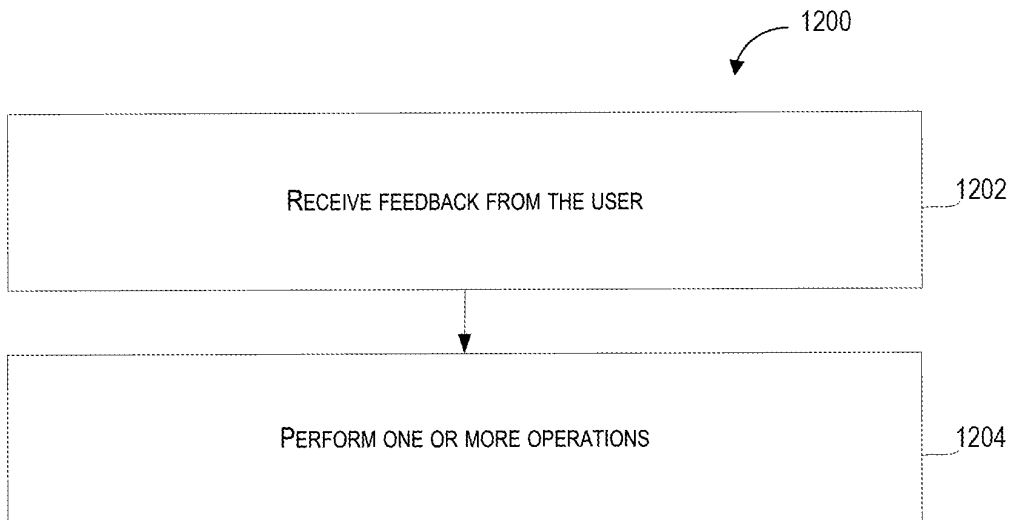 1200
RECEIVE FEEDBACK FROM THE USER
1202
PERFORM ONE OR MORE OPERATIONS
1204